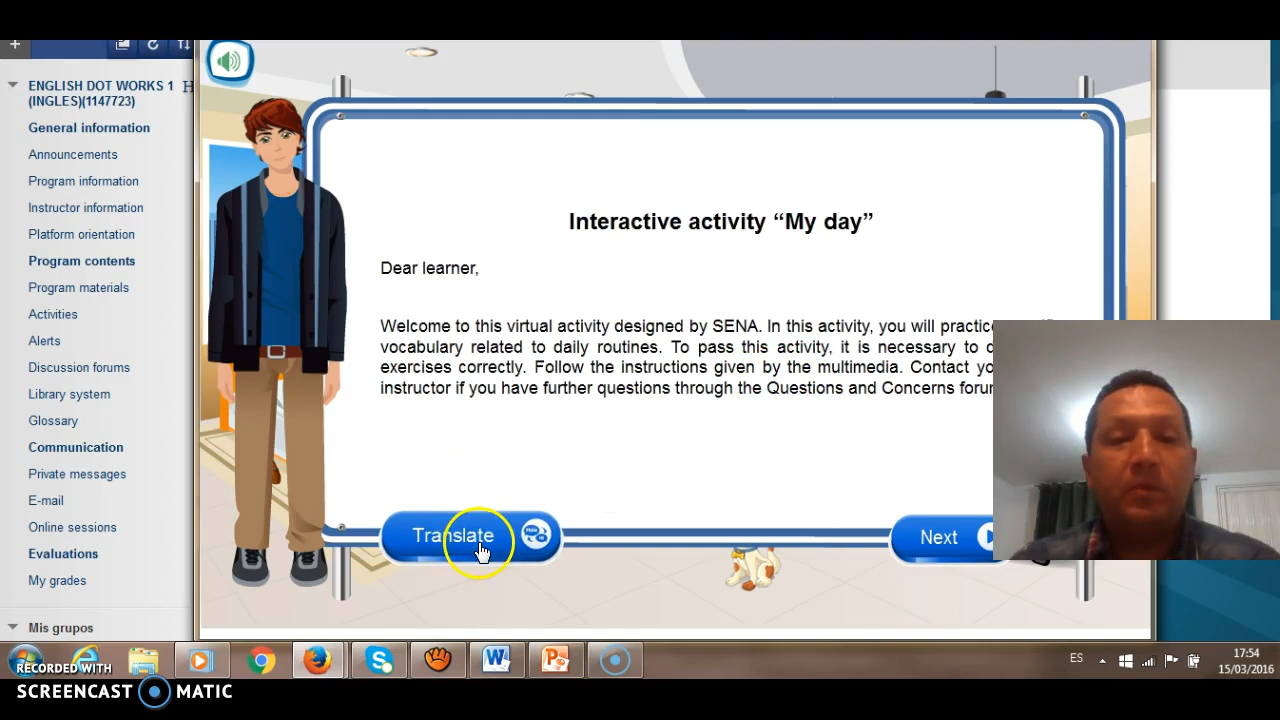 ENGLISH DOT WORKS 1
(INGLES)(1147723)
General information
Announcements
Program information
Instructor information
Platform orientation
Program contents
Program materials
Activities
Alerts
Discussion forums
Library system
Glossary
Communication
Private messages
E-mail
Online sessions
Evaluations
My grades
Mis grupos
Interactive activity “My day”
Dear learner,
Welcome to this virtual activity designed by SENA. In this activity, you will practice
vocabulary related to daily routines. To pass this activity, it is necessary to
exercises correctly. Follow the instructions given by the multimedia. Contact
instructor if you have further questions through the Questions and Concerns
Translate
Next
ES
17:54
15/03/2016
RECORDED WITH
SCREENCAST MATIC